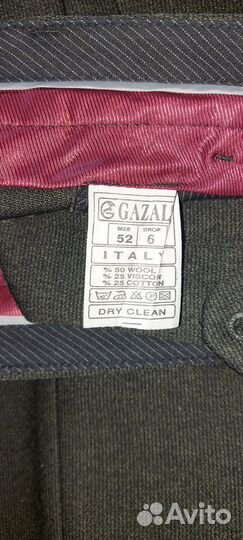 GAZAL
SIZE DROP
52 6
ITALY
% 50 WOOL
% 25 VISCON
% 25 COTTON
DRY CLEAN
Avito